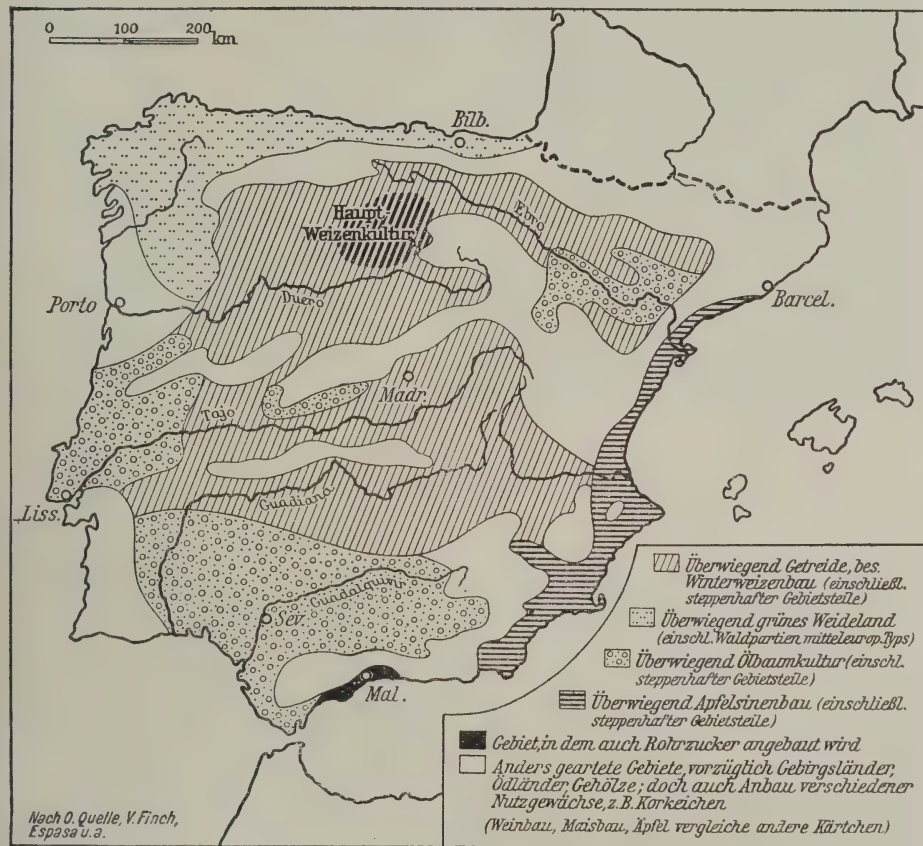 0 100 200 km
Bilb.
Haupt-
Weizenkultur
Ebro
Porto
Duero
Barcel.
Madr.
Tajo
Liss.
Guadiana
Guadalquivir
Sev.
Mal.
Überwiegend Getreide, bes.
Winterweizenbau (einschließl.
steppenhafter Gebietsteile)
Überwiegend grünes Weideland
(einschl. Waldpartien mitteleurop. Typs)
Überwiegend Ölbaumkultur (einschl.
steppenhafter Gebietsteile)
Überwiegend Apfelsinenbau (einschließl.
steppenhafter Gebietsteile)
Gebiet, in dem auch Rohrzucker angebaut wird
Anders geartete Gebiete, vorzüglich Gebirgsländer,
Ödländer, Gehölze; doch auch Anbau verschiedener
Nutzgewächse, z. B. Korkeichen
(Weinbau, Maisbau, Äpfel vergleiche andere Kärtchen)
Nach O. Quelle, V. Finch,
Espasa u. a.